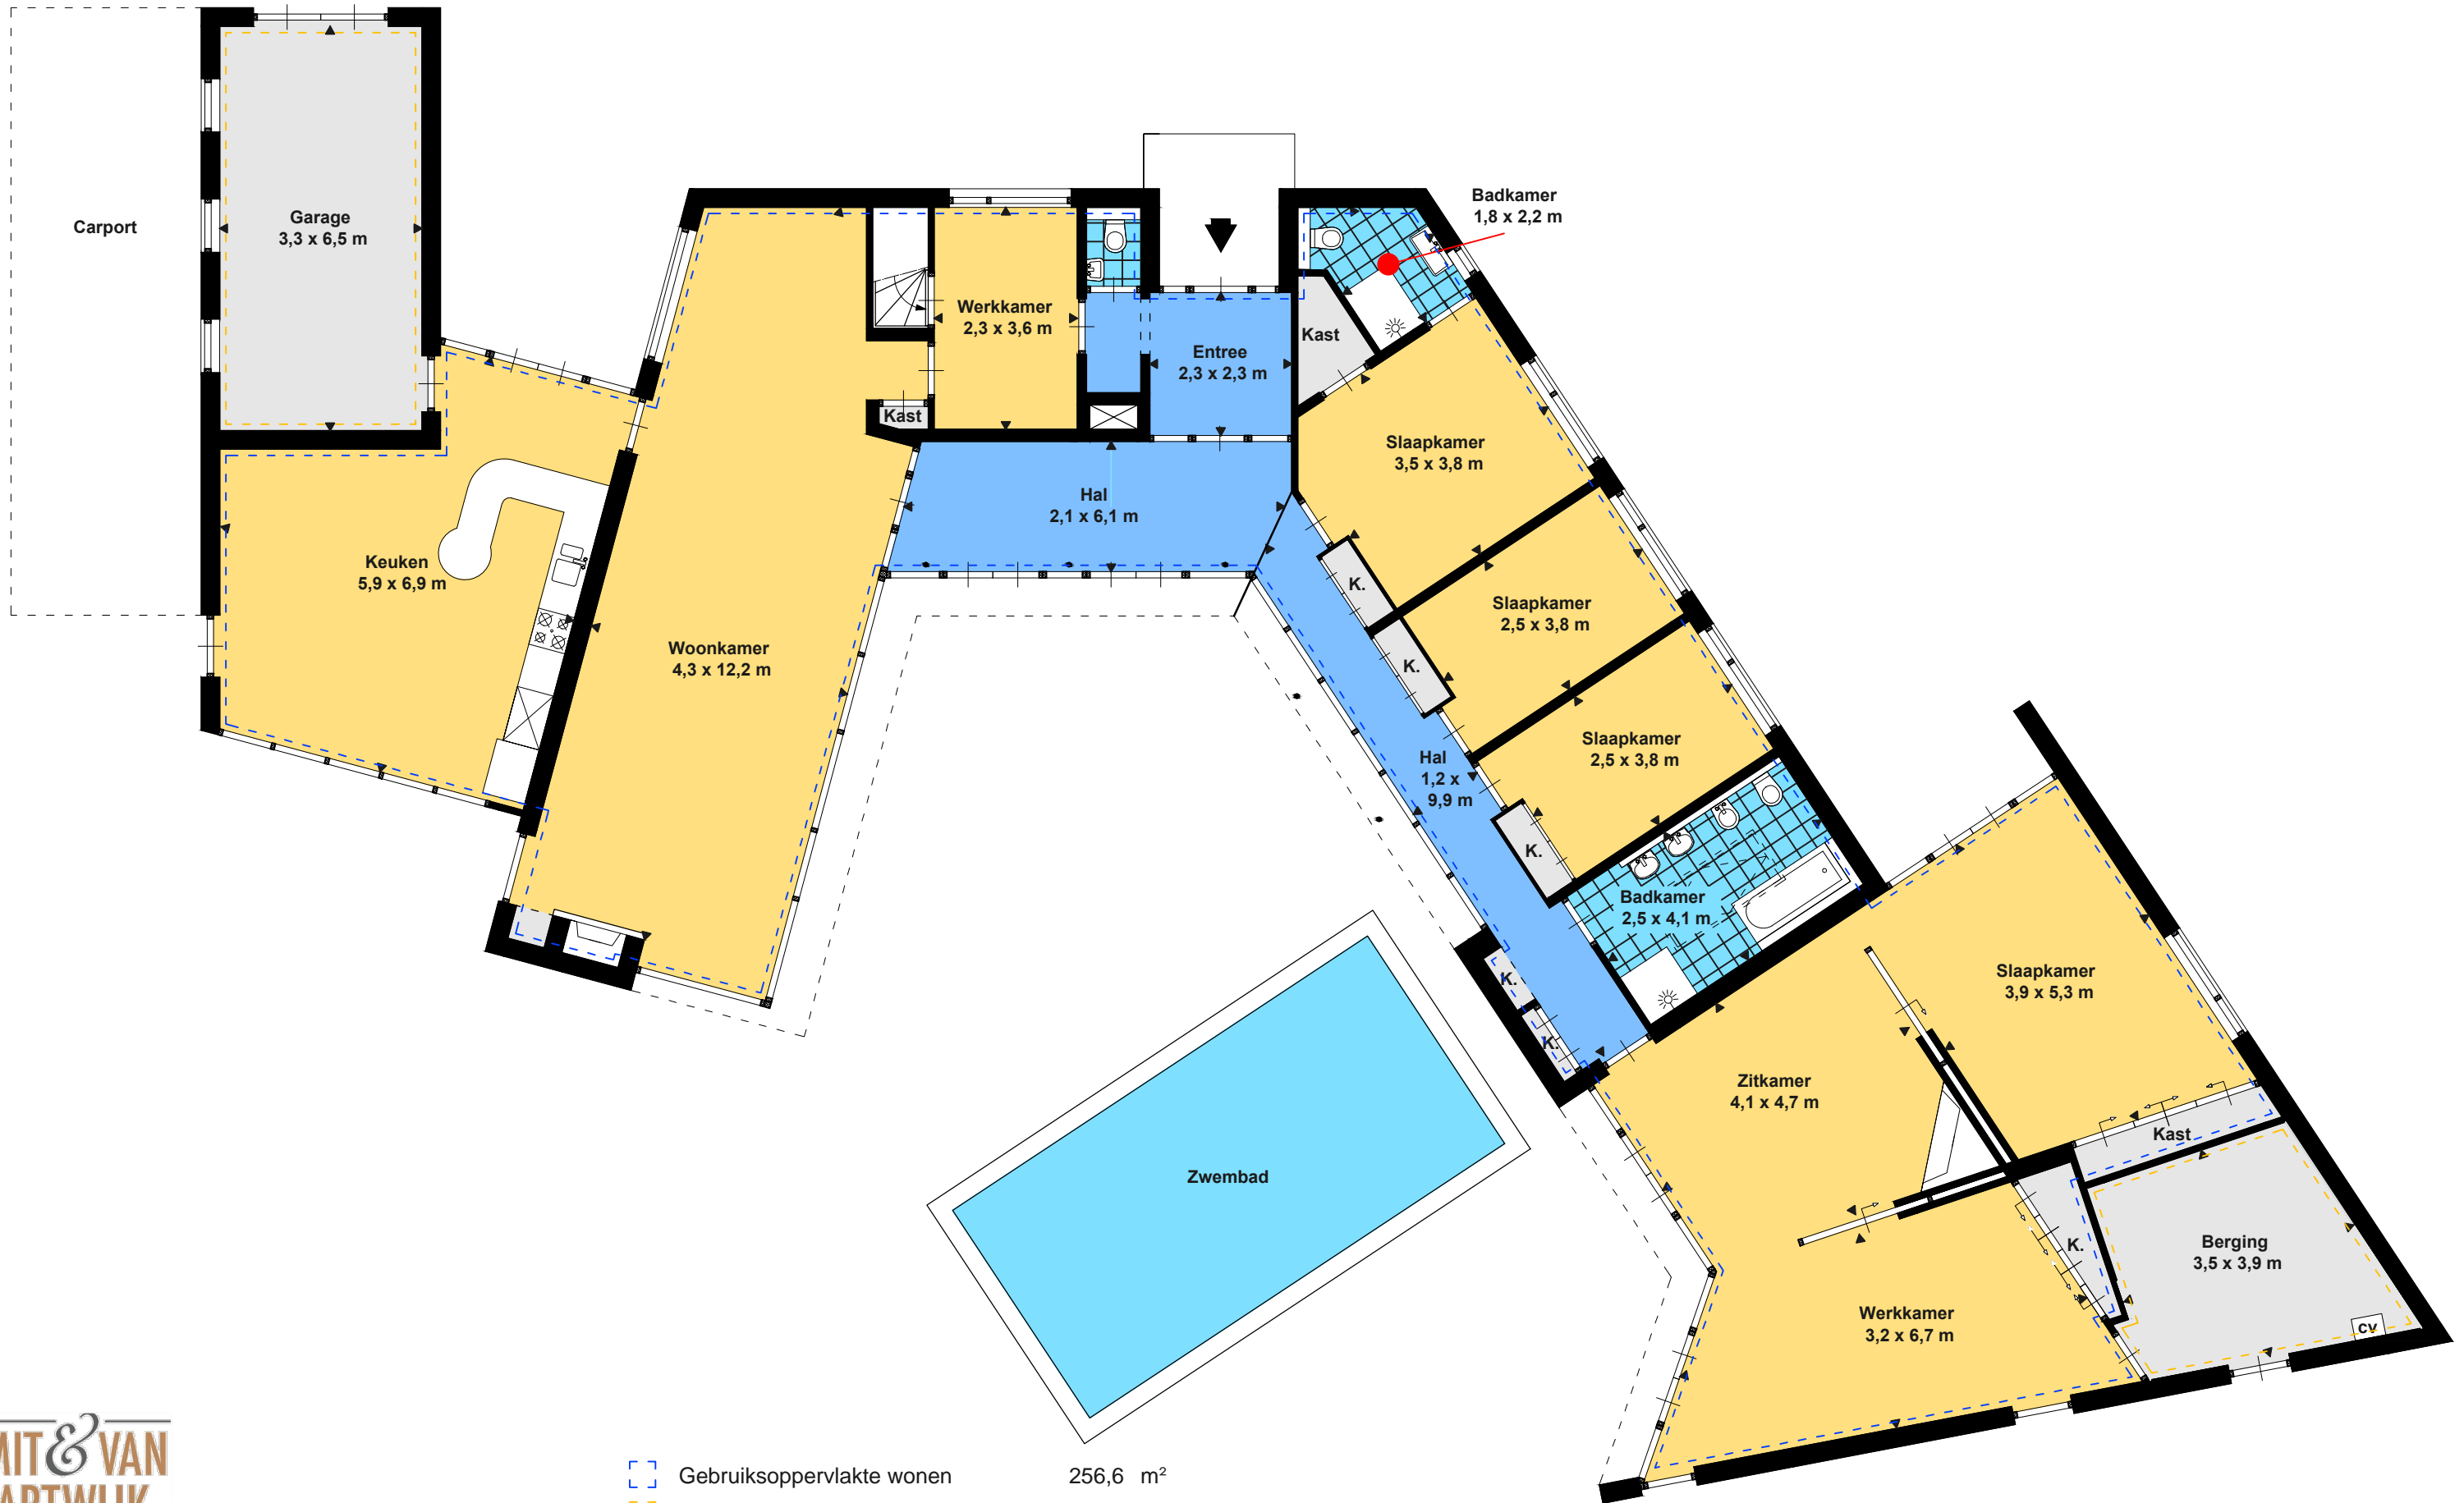 Carport
Garage
3,3 x 6,5 m
Badkamer
1,8 x 2,2 m
Werkkamer
2,3 x 3,6 m
Kast
Entree
2,3 x 2,3 m
Kast
Slaapkamer
3,5 x 3,8 m
Hal
2,1 x 6,1 m
Keuken
5,9 x 6,9 m
K.
Slaapkamer
2,5 x 3,8 m
Woonkamer
4,3 x 12,2 m
K.
Slaapkamer
2,5 x 3,8 m
Hal
1,2 x
9,9 m
K.
Badkamer
2,5 x 4,1 m
K.
Slaapkamer
3,9 x 5,3 m
K.
Zitkamer
4,1 x 4,7 m
Kast
Zwembad
K.
Berging
3,5 x 3,9 m
Werkkamer
3,2 x 6,7 m
cv
& VAN
Gebruiksoppervlakte wonen 256,6 m²